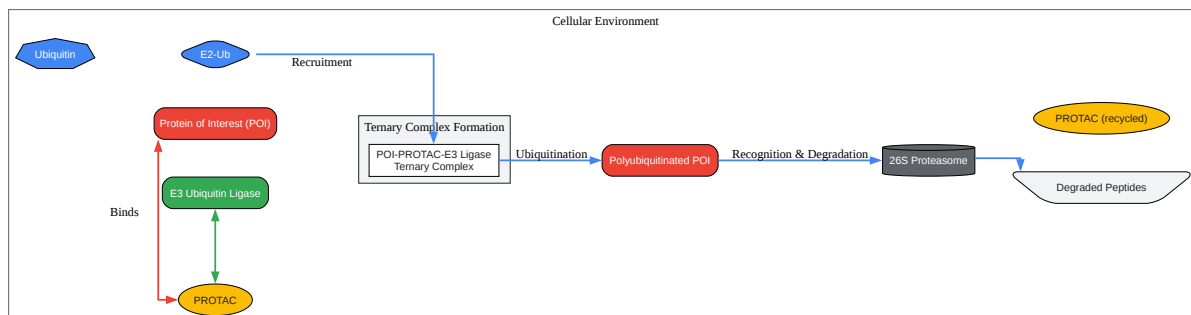 Cellular Environment
Ubiquitin
E2-Ub
Recruitment
Protein of Interest (POI)
Ternary Complex Formation
POI-PROTAC-E3 Ligase
Ternary Complex
Ubiquitination
Polyubiquitinated POI
Recognition & Degradation
26S Proteasome
PROTAC (recycled)
Degraded Peptides
E3 Ubiquitin Ligase
Binds
PROTAC